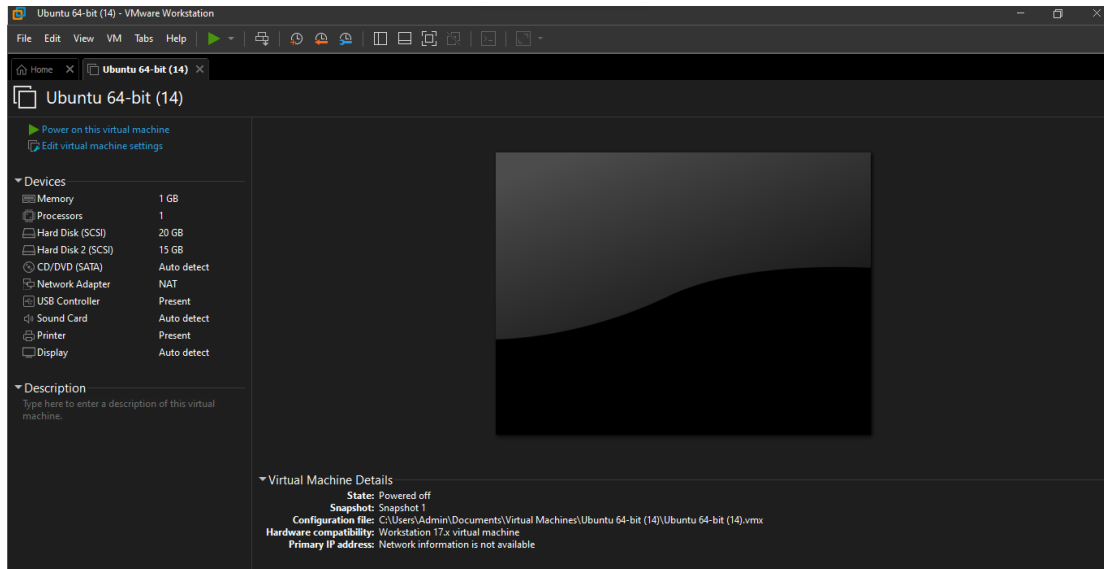 Ubuntu 64-bit (14) - VMware Workstation
File Edit View VM Tabs Help
Home Ubuntu 64-bit (14)
Ubuntu 64-bit (14)
Power on this virtual machine
Edit virtual machine settings
Devices
Memory 1 GB
Processors 1
Hard Disk (SCSI) 20 GB
Hard Disk 2 (SCSI) 15 GB
CD/DVD (SATA) Auto detect
Network Adapter NAT
USB Controller Present
Sound Card Auto detect
Printer Present
Display Auto detect
Description
Type here to enter a description of this virtual
machine.
Virtual Machine Details
State: Powered off
Snapshot: Snapshot 1
Configuration file: C:\Users\Admin\Documents\Virtual Machines\Ubuntu 64-bit (14)\Ubuntu 64-bit (14).vmx
Hardware compatibility: Workstation 17.x virtual machine
Primary IP address: Network information is not available